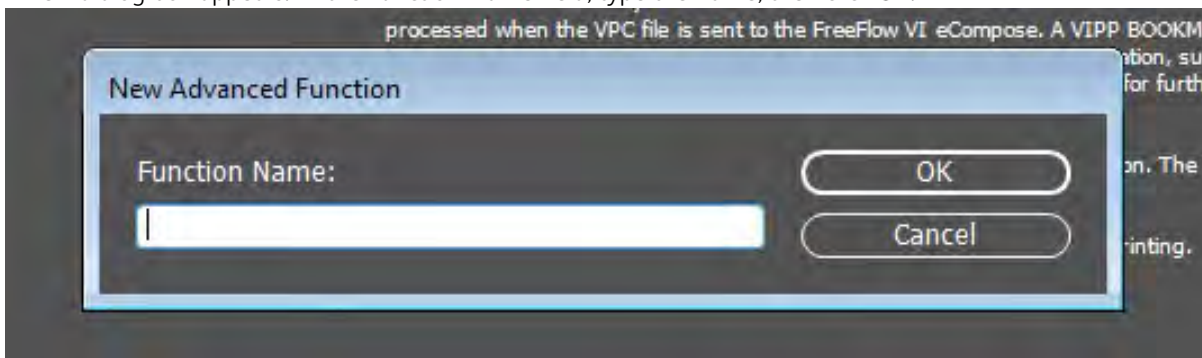 processed when the VPC file is sent to the FreeFlow VI eCompose. A VIPP BOOKM
New Advanced Function
for furth
Function Name:
OK
on. The
Cancel
inting.